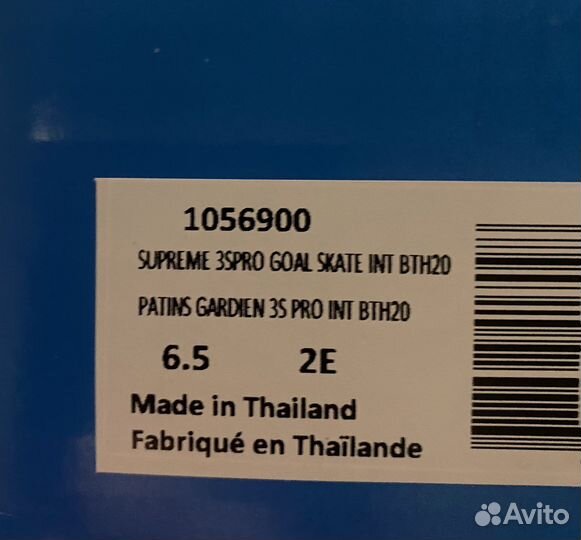 1056900
SUPREME 3SPRO GOAL SKATE INT BTH20
PATINS GARDIEN 3S PRO INT BTH20
6.5 2E
Made in Thailand
Fabriqué en Thaïlande
Avito